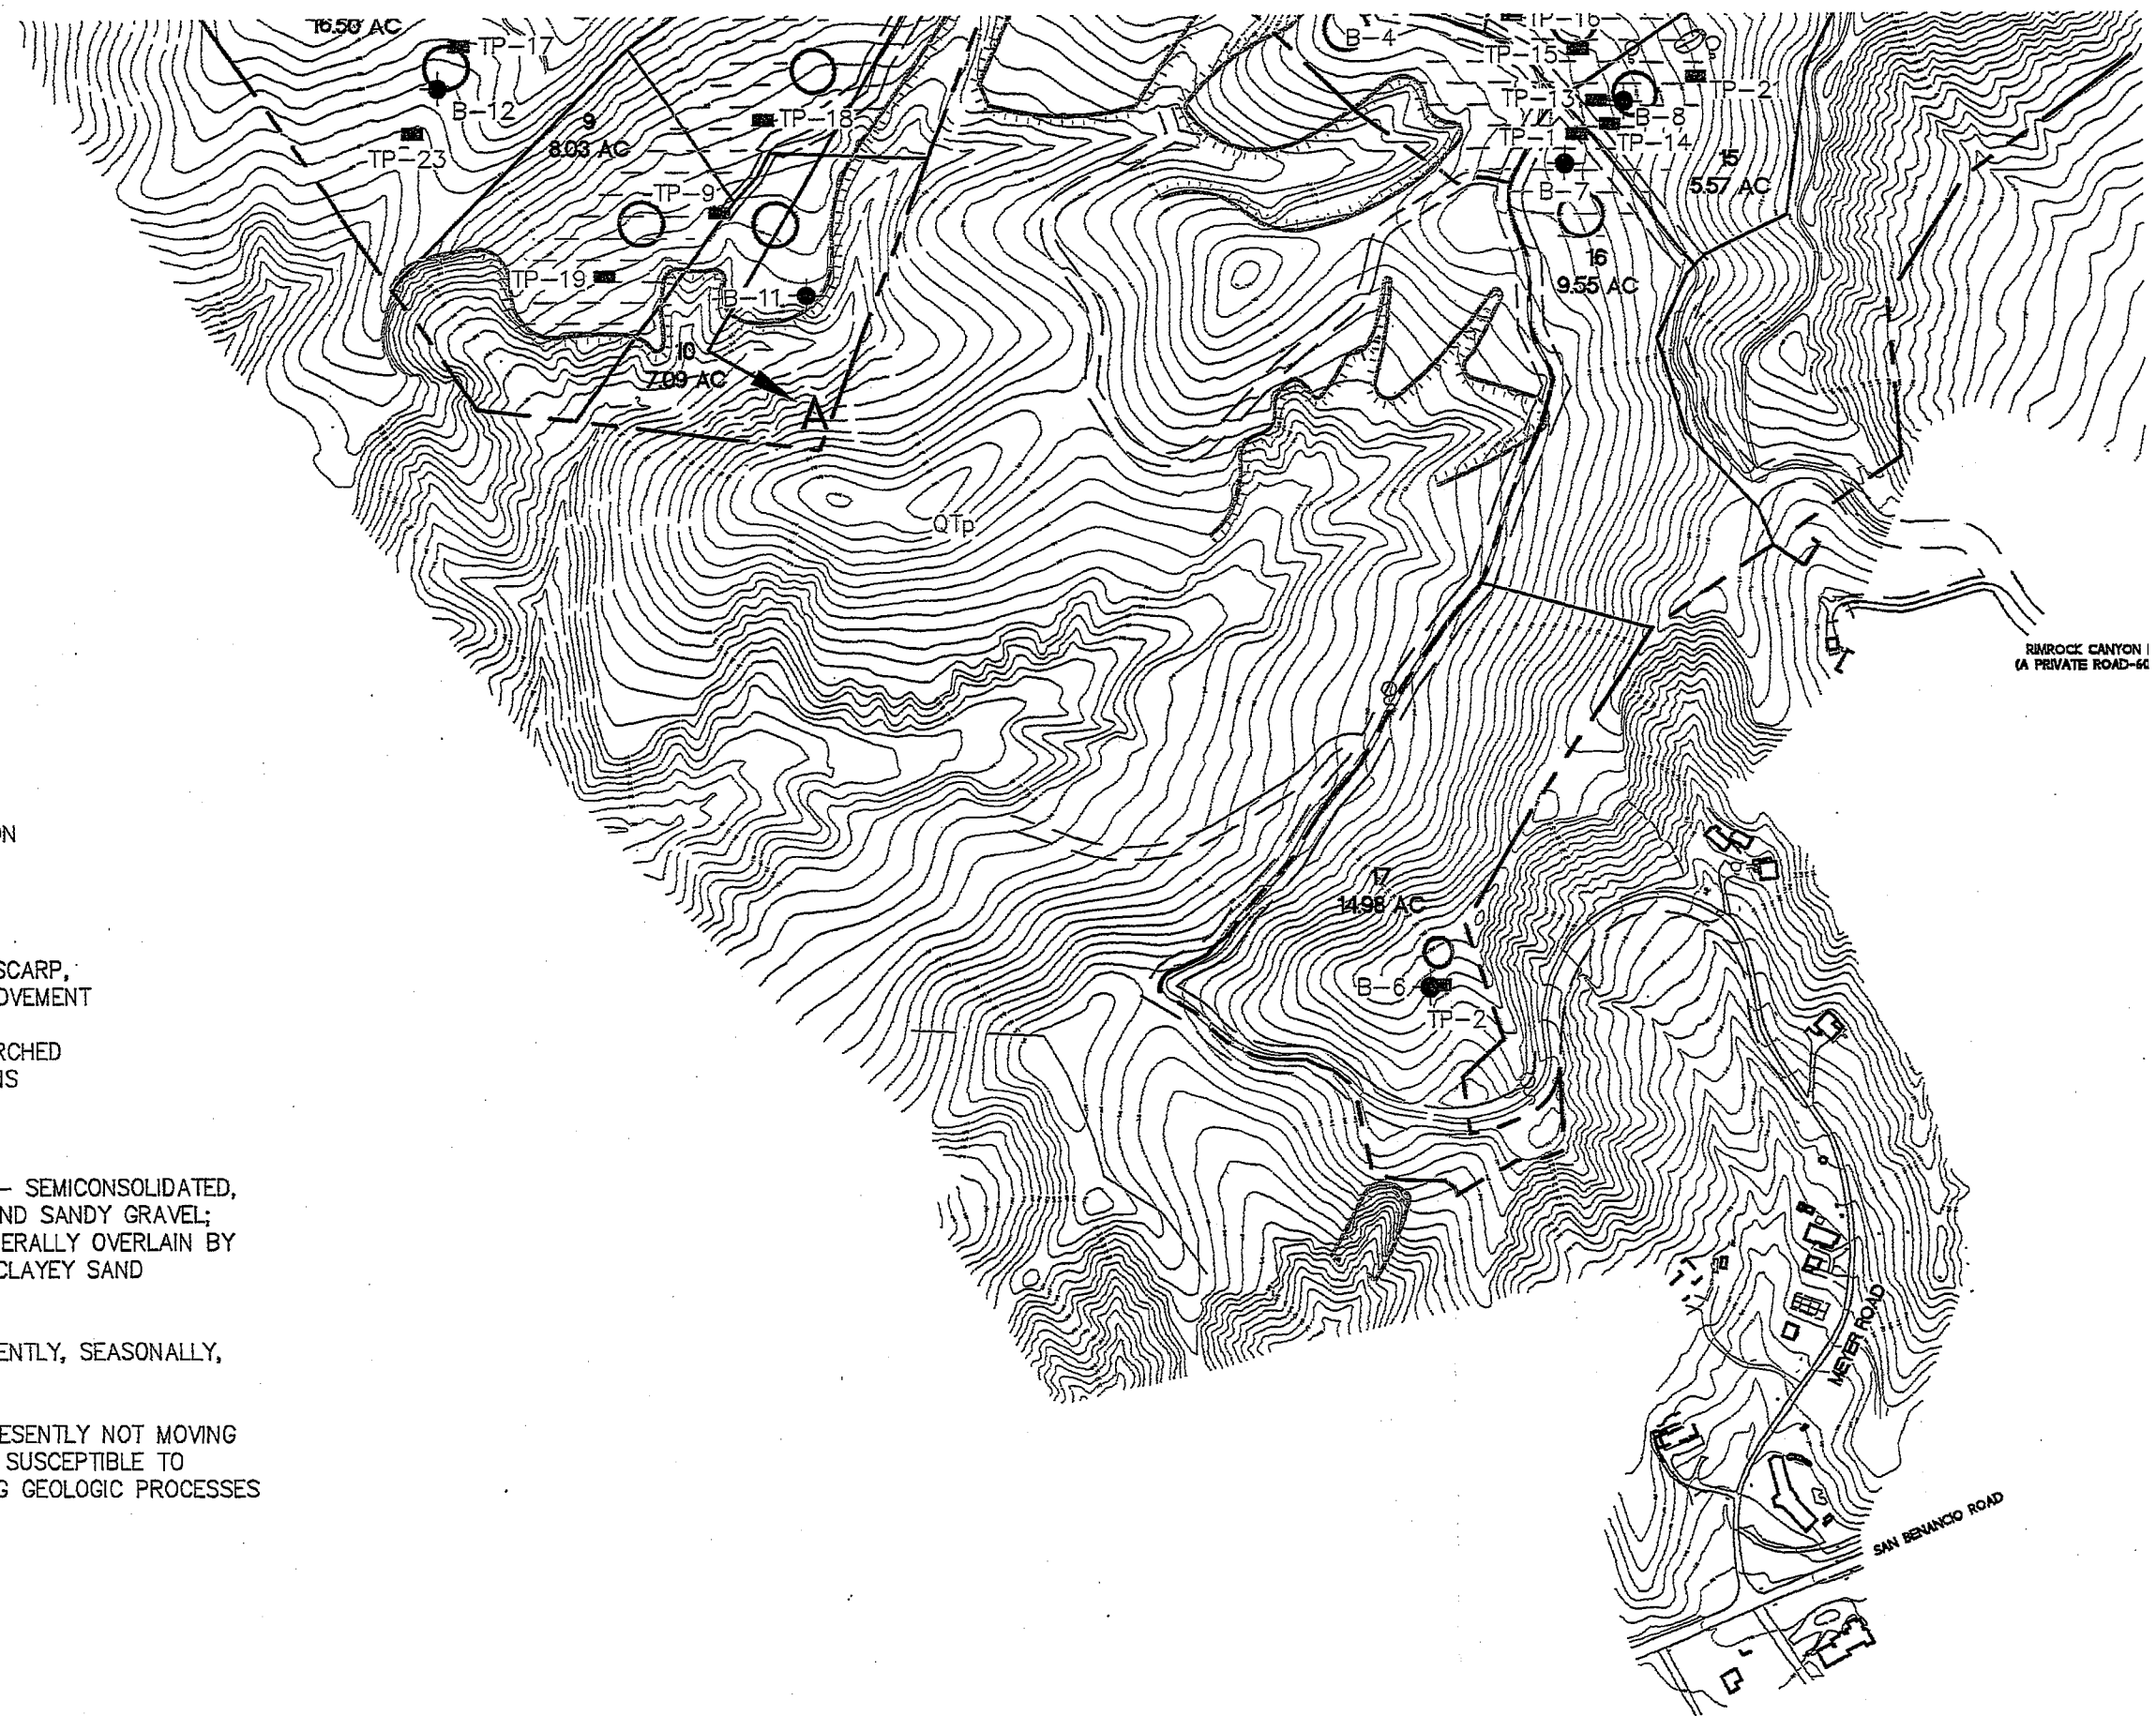 16.50 AC
TP-17
B-12
TP-23
9
8.03 AC
TP-18
TP-9
TP-19
B-11
10
7.09 AC
A
QTp
B-4
TP-16
TP-15
TP-21
TP-13
B-8
TP-1
TP-14
B-7
15
5.57 AC
16
9.55 AC
RIMROCK CANYON
(A PRIVATE ROAD-60
17
14.98 AC
B-6
TP-2
MEYER ROAD
SAN BENANCIO ROAD
ON
SCARP,
OVEMENT
RCHED
NS
- SEMICONSOLIDATED,
ND SANDY GRAVEL;
ERALLY OVERLAIN BY
CLAYEY SAND
ENTLY, SEASONALLY,
ESENTLY NOT MOVING
SUSCEPTIBLE TO
G GEOLOGIC PROCESSES